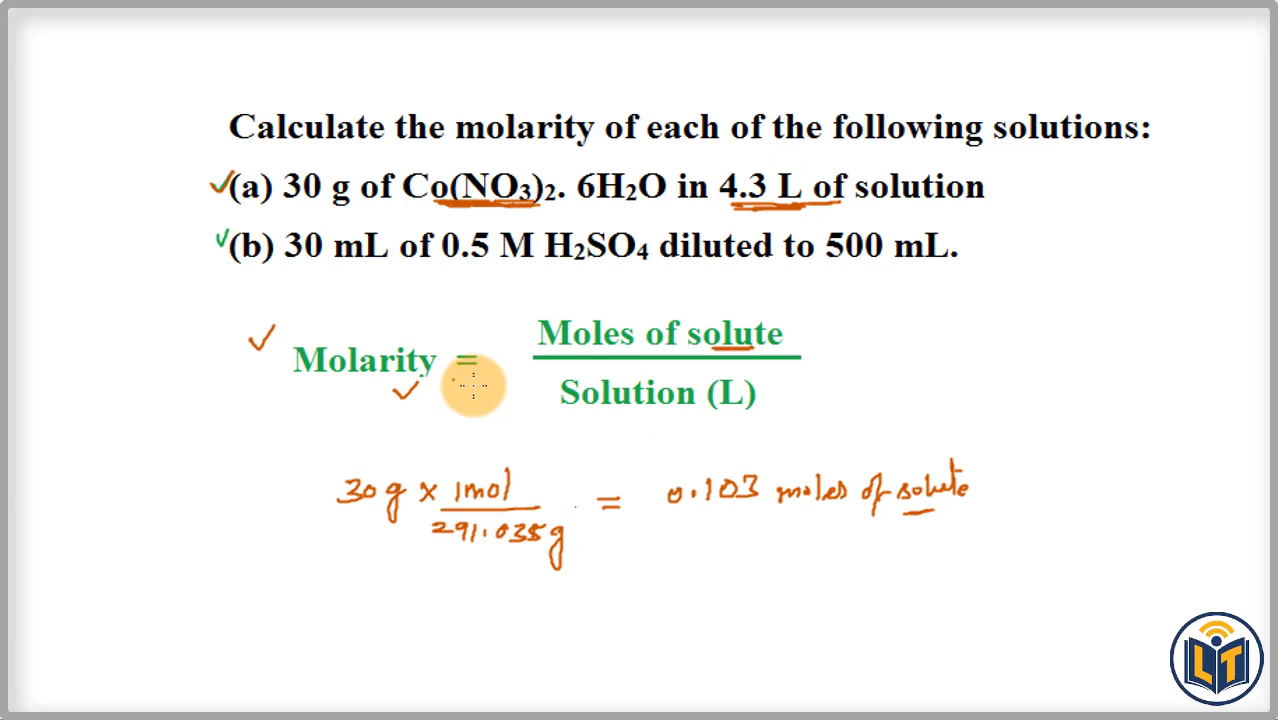 Calculate the molarity of each of the following solutions:
(a) 30 g of Co(NO₃)₂. 6H₂O in 4.3 L of solution
(b) 30 mL of 0.5 M H₂SO₄ diluted to 500 mL.
Molarity = Moles of solute
Solution (L)
30 g × 1mol = 0.103 moles of solute
291.035g
LT